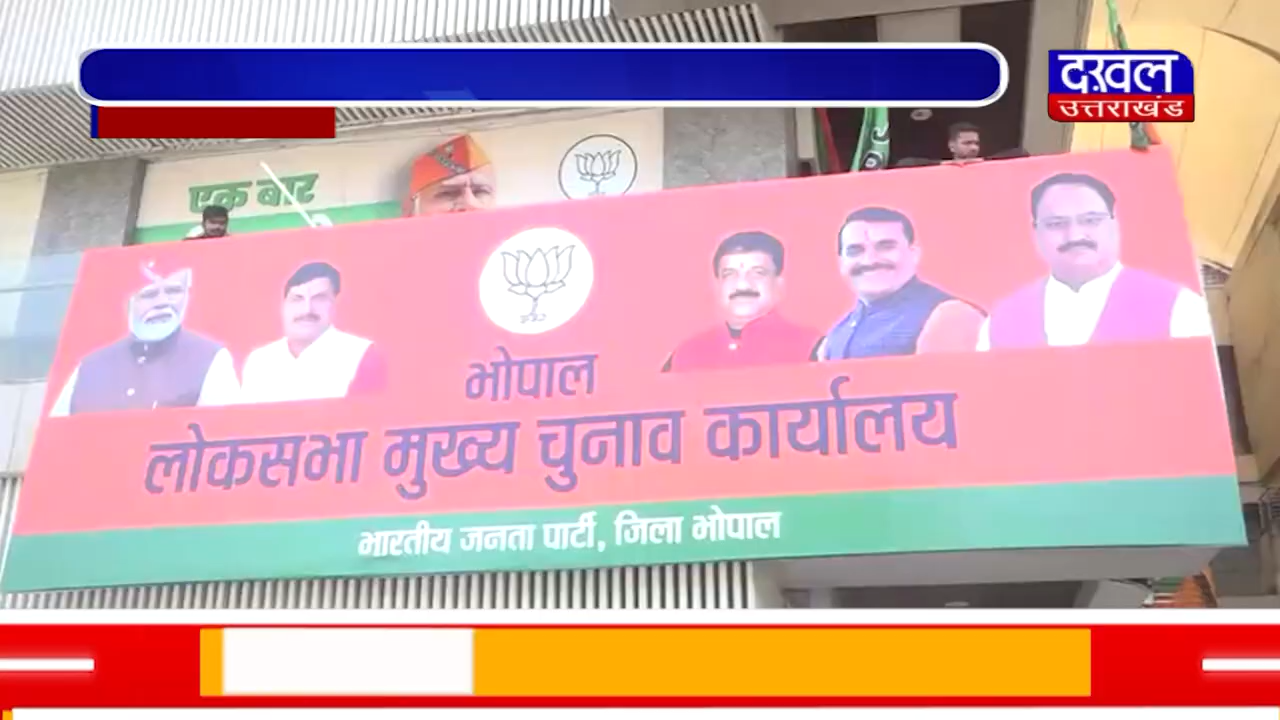 दख़ल
उत्तराखंड
एक बार
भोपाल
लोकसभा मुख्य चुनाव कार्यालय
भारतीय जनता पार्टी, जिला भोपाल